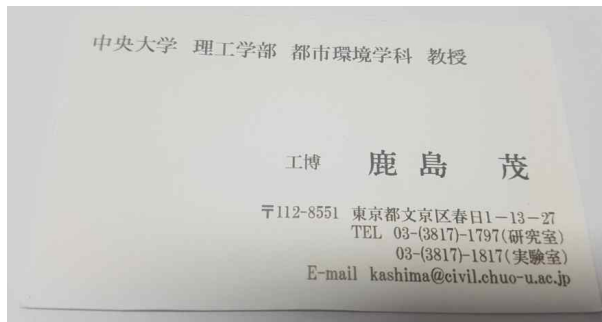 中央大学 理工学部 都市環境学科 教授
工博 鹿島 茂
〒112-8551 東京都文京区春日1-13-27
TEL 03-(3817)-1797(研究室)
03-(3817)-1817(実験室)
E-mail kashima@civil.chuo-u.ac.jp